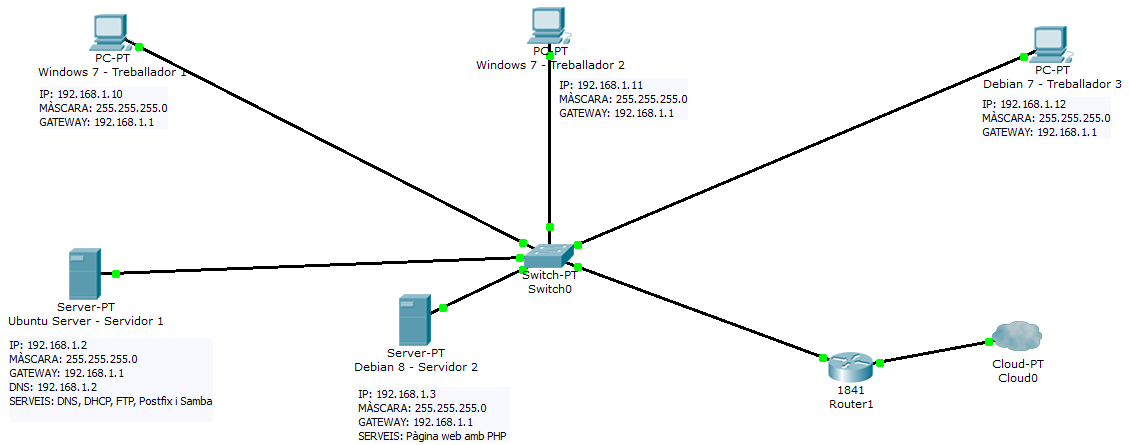 PC-PT
Windows 7 - Treballador 1
IP: 192.168.1.10
MÀSCARA: 255.255.255.0
GATEWAY: 192.168.1.1
PC-PT
Windows 7 - Treballador 2
IP: 192.168.1.11
MÀSCARA: 255.255.255.0
GATEWAY: 192.168.1.1
PC-PT
Debian 7 - Treballador 3
IP: 192.168.1.12
MÀSCARA: 255.255.255.0
GATEWAY: 192.168.1.1
Switch-PT
Switch0
Server-PT
Ubuntu Server - Servidor 1
IP: 192.168.1.2
MÀSCARA: 255.255.255.0
GATEWAY: 192.168.1.1
DNS: 192.168.1.2
SERVEIS: DNS, DHCP, FTP, Postfix i Samba
Server-PT
Debian 8 - Servidor 2
IP: 192.168.1.3
MÀSCARA: 255.255.255.0
GATEWAY: 192.168.1.1
SERVEIS: Pàgina web amb PHP
1841
Router1
Cloud-PT
Cloud0